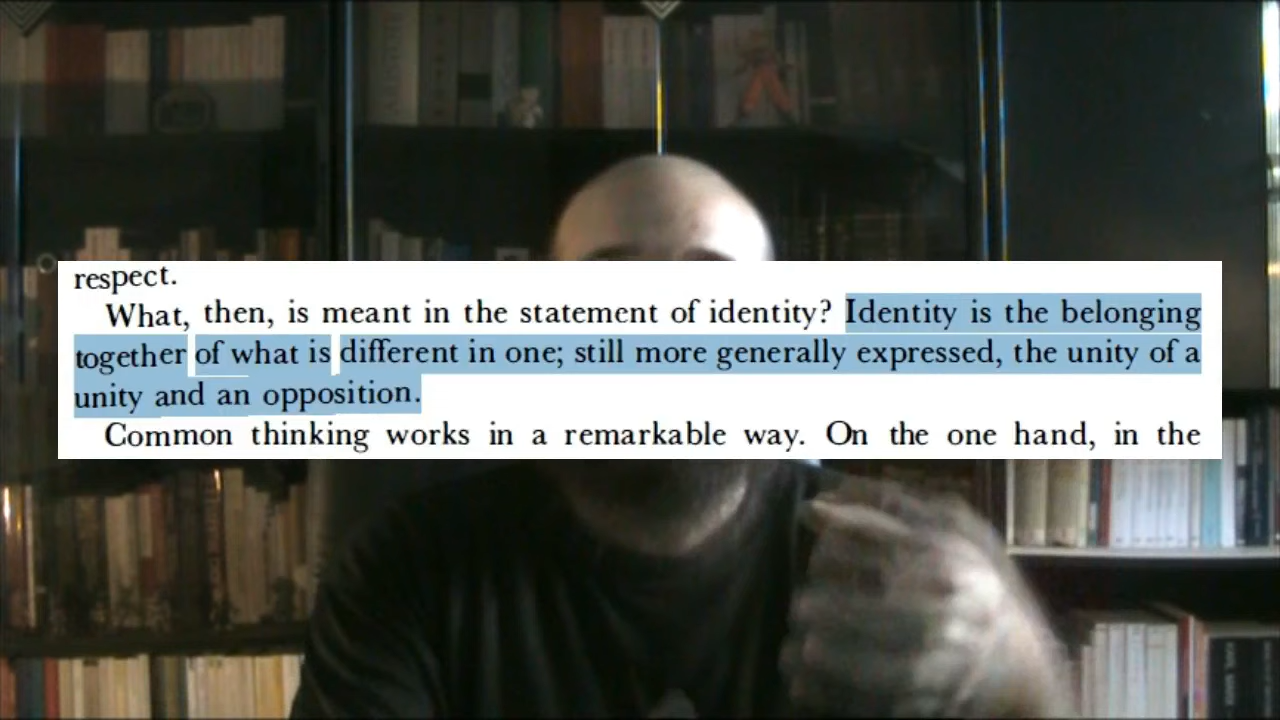 respect.
What, then, is meant in the statement of identity? Identity is the belonging
together of what is different in one; still more generally expressed, the unity of a
unity and an opposition.
Common thinking works in a remarkable way. On the one hand, in the